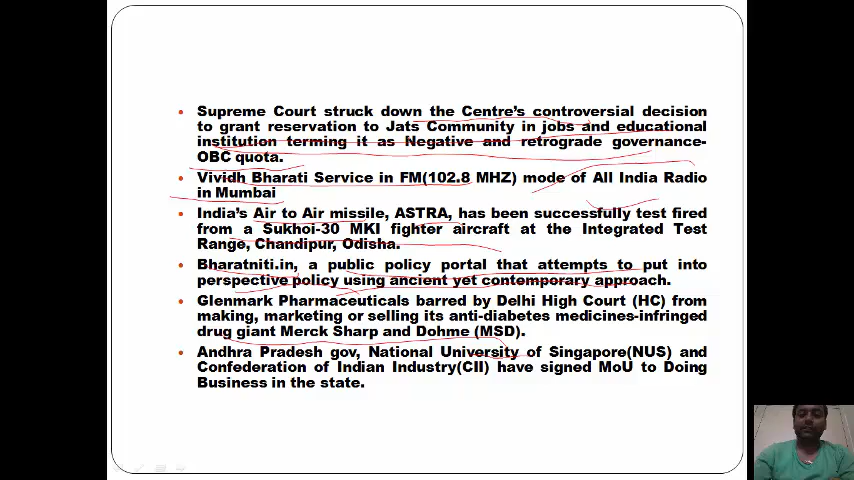 Supreme Court struck down the Centre's controversial decision
to grant reservation to Jats Community in jobs and educational
institution terming it as Negative and retrograde governance-
OBC quota.
Vividh Bharati Service in FM(102.8 MHZ) mode of All India Radio
in Mumbai
India's Air to Air missile, ASTRA, has been successfully test fired
from a Sukhoi-30 MKI fighter aircraft at the Integrated Test
Range, Chandipur, Odisha.
Bharatniti.in, a public policy portal that attempts to put into
perspective policy using ancient yet contemporary approach.
Glenmark Pharmaceuticals barred by Delhi High Court (HC) from
making, marketing or selling its anti-diabetes medicines-infringed
drug giant Merck Sharp and Dohme (MSD).
Andhra Pradesh gov, National University of Singapore(NUS) and
Confederation of Indian Industry(CII) have signed MoU to Doing
Business in the state.